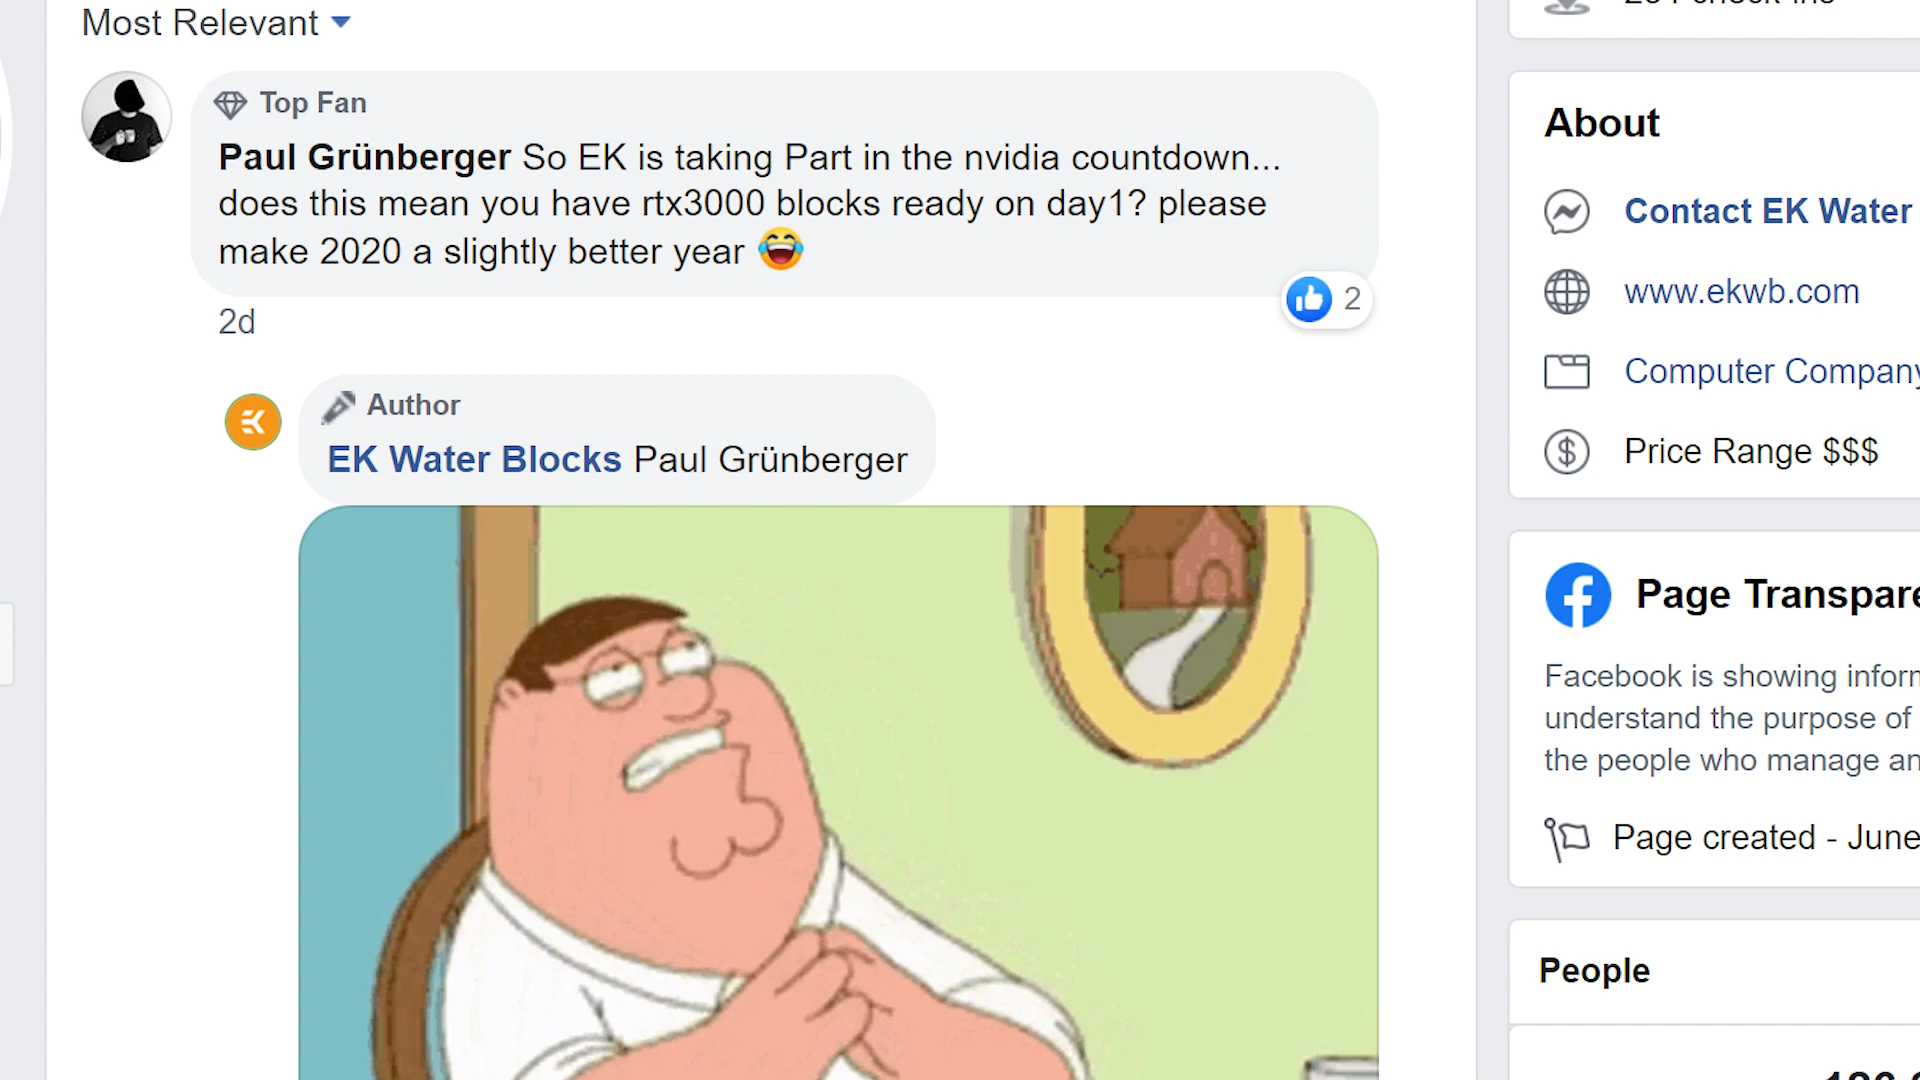 Most Relevant
Top Fan
Paul Grünberger So EK is taking Part in the nvidia countdown...
does this mean you have rtx3000 blocks ready on day1? please
make 2020 a slightly better year 😂
2
2d
Author
EK Water Blocks Paul Grünberger
About
Contact EK Water
www.ekwb.com
Computer Company
Price Range $$$
Page Transpare
Facebook is showing inform
understand the purpose of
the people who manage an
Page created - June
People